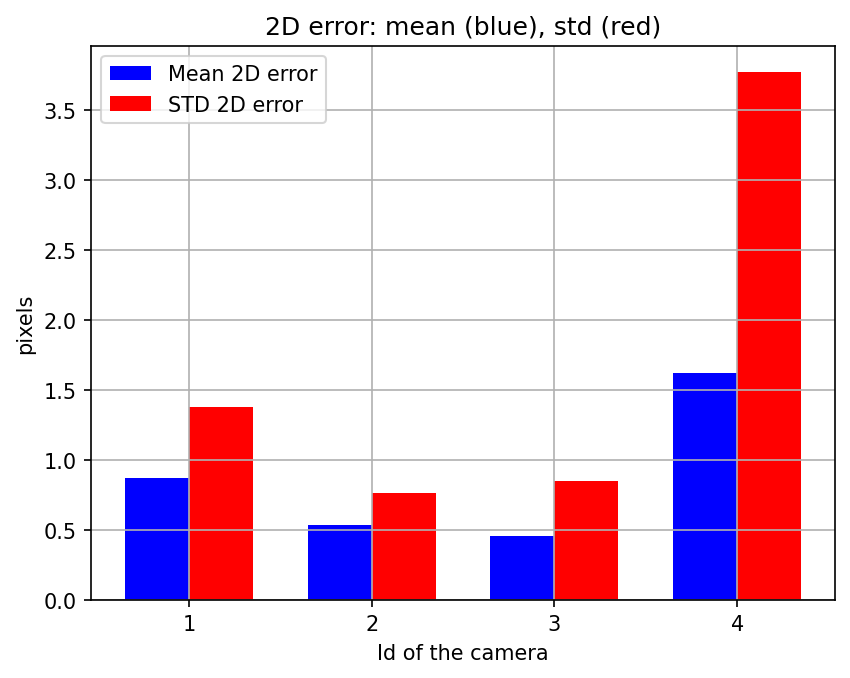 2D error: mean (blue), std (red)
Mean 2D error
STD 2D error
pixels
3.5
3.0
2.5
2.0
1.5
1.0
0.5
0.0
1 2 3 4
Id of the camera